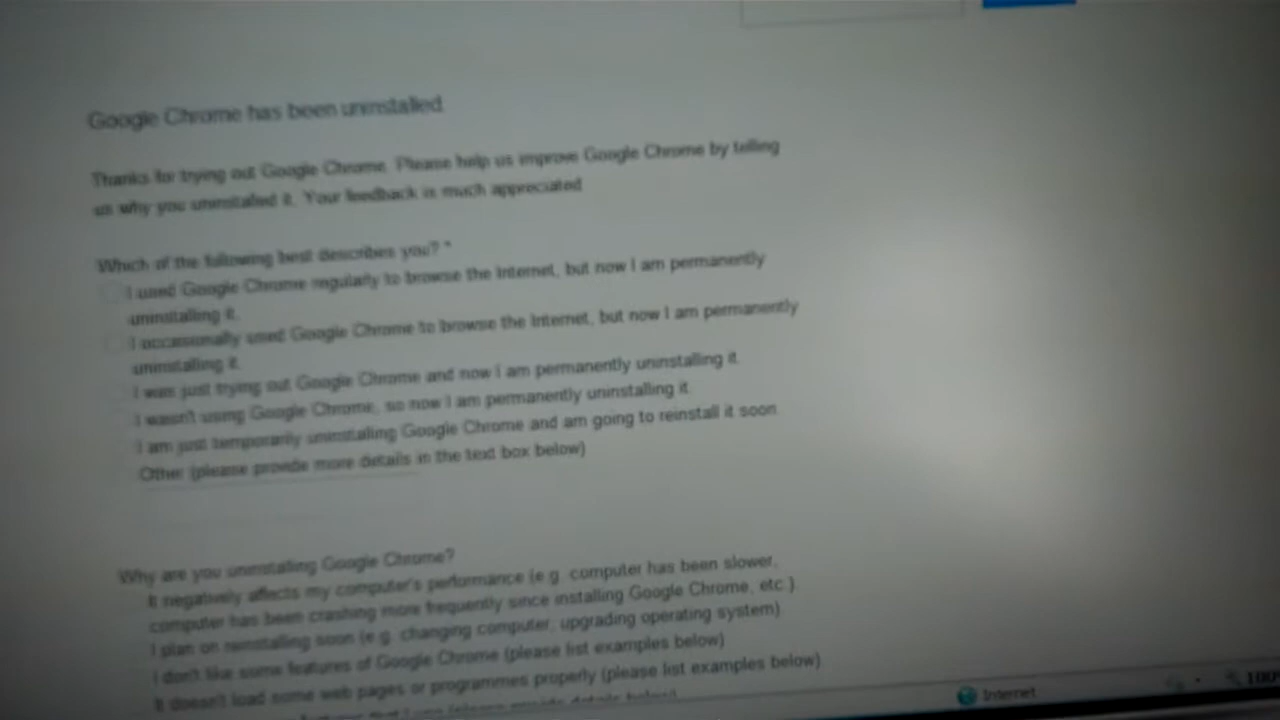 Google Chrome has been uninstalled
Thanks for trying out Google Chrome. Please help us improve Google Chrome by telling
us why you uninstalled it. Your feedback is much appreciated
Which of the following best describes you? *
I used Google Chrome regularly to browse the Internet, but now I am permanently
uninstalling it.
I occasionally used Google Chrome to browse the Internet, but now I am permanently
uninstalling it.
I was just trying out Google Chrome and now I am permanently uninstalling it
I wasn't using Google Chrome, so now I am permanently uninstalling it
I am just temporarily uninstalling Google Chrome and am going to reinstall it soon
Other (please provide more details in the text box below)
Why are you uninstalling Google Chrome?
It negatively affects my computer's performance (e.g. computer has been slower,
computer has been crashing more frequently since installing Google Chrome, etc.)
I plan on reinstalling soon (e.g. changing computer, upgrading operating system)
I don't like some features of Google Chrome (please list examples below)
It doesn't load some web pages or programmes properly (please list examples below)
that I use (please provide details below)
Internet
100%